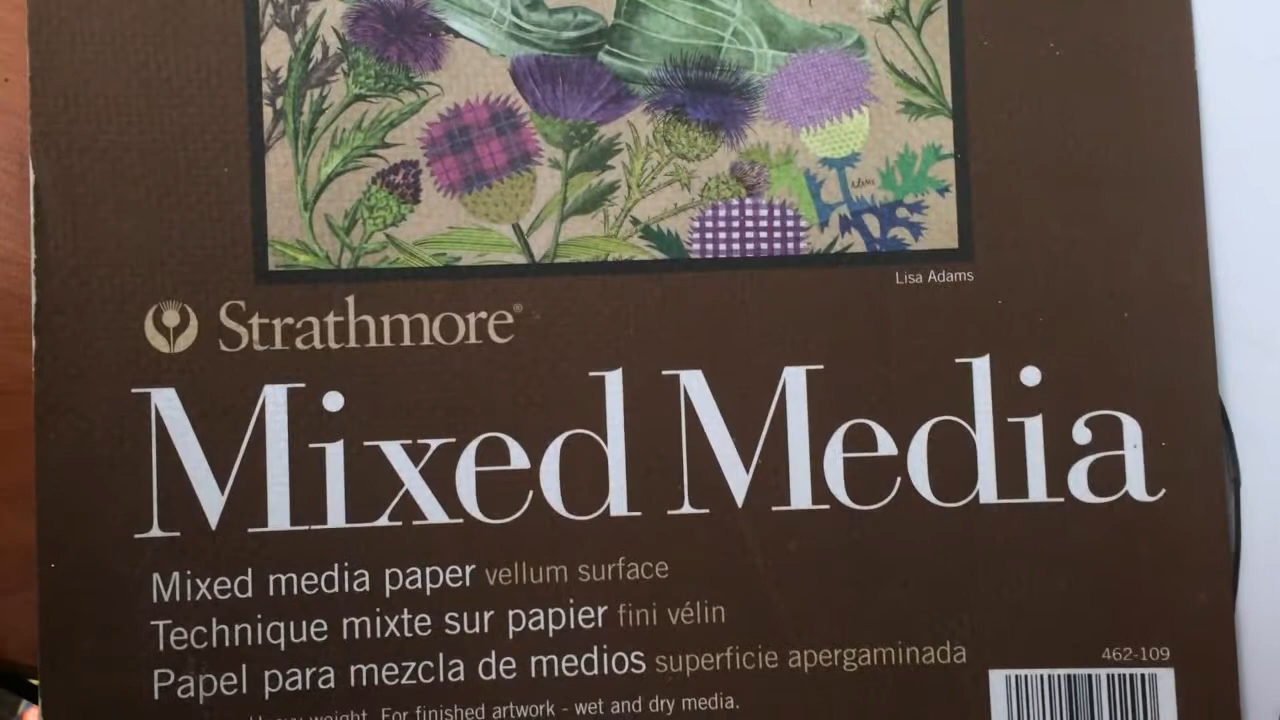 Adams
Lisa Adams
Strathmore®
Mixed Media
Mixed media paper vellum surface
Technique mixte sur papier fini vélin
Papel para mezcla de medios superficie apergaminada
462-109
weight. For finished artwork - wet and dry media.